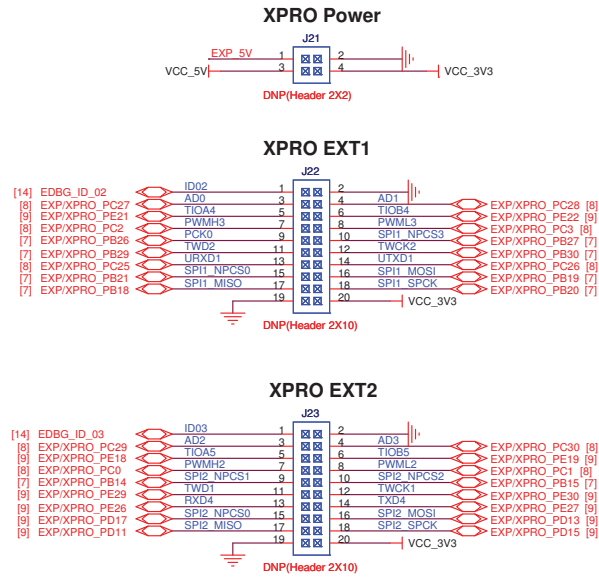 XPRO Power
J21
EXP_5V 1 2
VCC_5V 3 4 VCC_3V3
DNP(Header 2X2)
XPRO EXT1
J22
[14] EDBG_ID_02 ID02 1 2
[8] EXP/XPRO_PC27 AD0 3 4 AD1 EXP/XPRO_PC28 [8]
[9] EXP/XPRO_PE21 TIOA4 5 6 TIOB4 EXP/XPRO_PE22 [9]
[8] EXP/XPRO_PC2 PWMH3 7 8 PWML3 EXP/XPRO_PC3 [8]
[7] EXP/XPRO_PB26 PCK0 9 10 SPI1_NPCS3 EXP/XPRO_PB27 [7]
[7] EXP/XPRO_PB29 TWD2 11 12 TWCK2 EXP/XPRO_PB30 [7]
[8] EXP/XPRO_PC25 URXD1 13 14 UTXD1 EXP/XPRO_PC26 [8]
[7] EXP/XPRO_PB21 SPI1_NPCS0 15 16 SPI1_MOSI EXP/XPRO_PB19 [7]
[7] EXP/XPRO_PB18 SPI1_MISO 17 18 SPI1_SPCK EXP/XPRO_PB20 [7]
19 20 VCC_3V3
DNP(Header 2X10)
XPRO EXT2
J23
[14] EDBG_ID_03 ID03 1 2
[8] EXP/XPRO_PC29 AD2 3 4 AD3 EXP/XPRO_PC30 [8]
[9] EXP/XPRO_PE18 TIOA5 5 6 TIOB5 EXP/XPRO_PE19 [9]
[8] EXP/XPRO_PC0 PWMH2 7 8 PWML2 EXP/XPRO_PC1 [8]
[7] EXP/XPRO_PB14 SPI2_NPCS1 9 10 SPI2_NPCS2 EXP/XPRO_PB15 [7]
[9] EXP/XPRO_PE29 TWD1 11 12 TWCK1 EXP/XPRO_PE30 [9]
[9] EXP/XPRO_PE26 RXD4 13 14 TXD4 EXP/XPRO_PE27 [9]
[9] EXP/XPRO_PD17 SPI2_NPCS0 15 16 SPI2_MOSI EXP/XPRO_PD13 [9]
[9] EXP/XPRO_PD11 SPI2_MISO 17 18 SPI2_SPCK EXP/XPRO_PD15 [9]
19 20 VCC_3V3
DNP(Header 2X10)